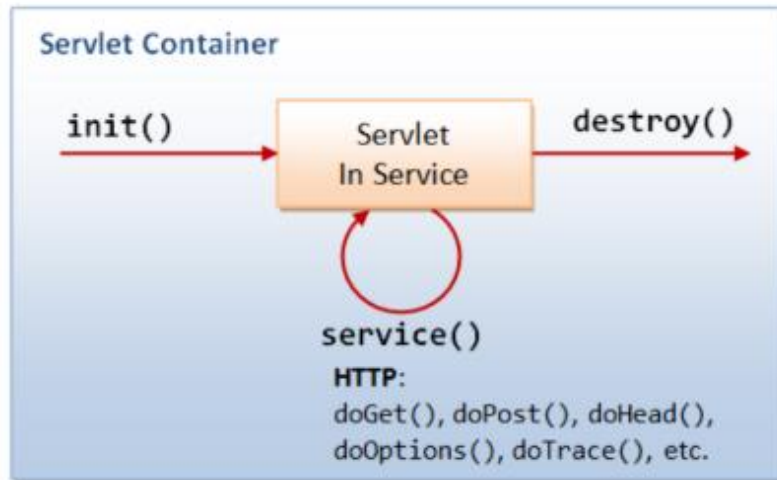 Servlet Container
init()
Servlet
In Service
destroy()
service()
HTTP:
doGet(), doPost(), doHead(),
doOptions(), doTrace(), etc.